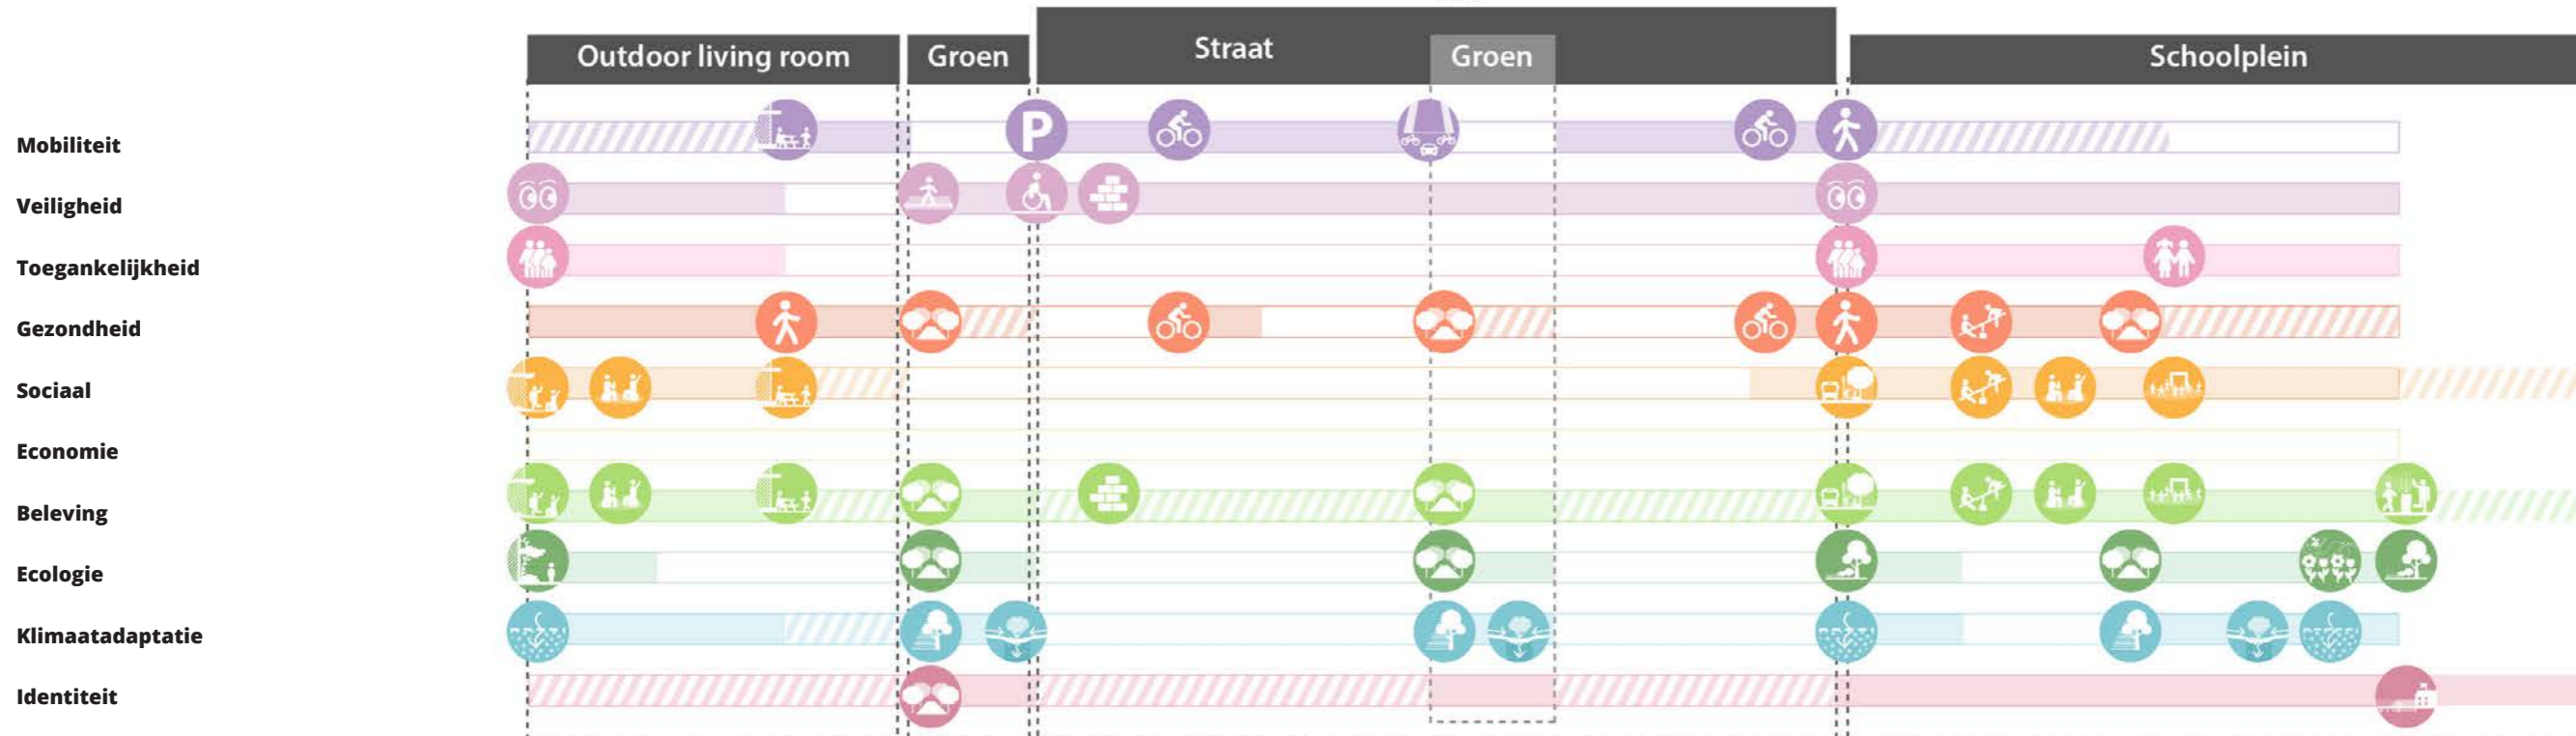 Straat
Outdoor living room
Groen
Groen
Schoolplein
Mobiliteit
P
Veiligheid
Toegankelijkheid
Gezondheid
Sociaal
Economie
Beleving
Ecologie
Klimaatadaptatie
Identiteit